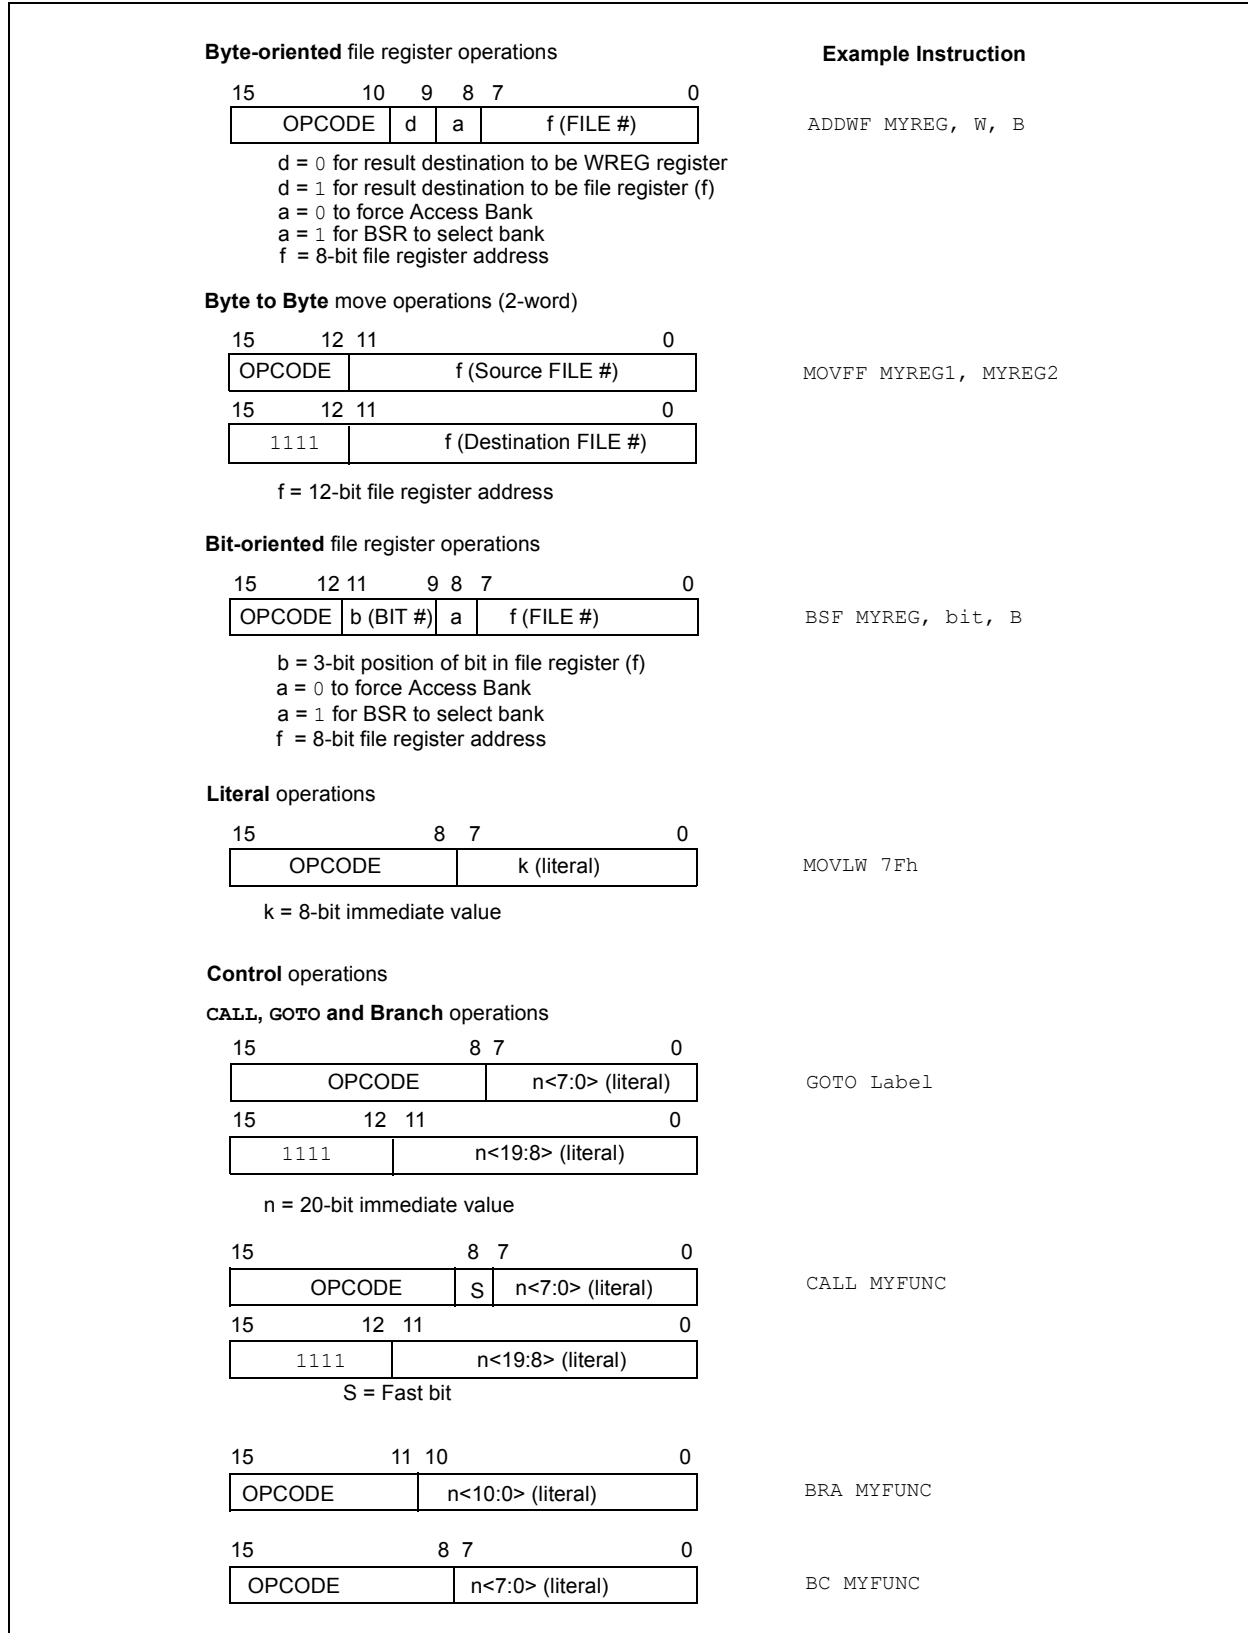 Byte-oriented file register operations
Example Instruction
15 10 9 8 7 0
OPCODE d a f (FILE #)
ADDWF MYREG, W, B
d = 0 for result destination to be WREG register
d = 1 for result destination to be file register (f)
a = 0 to force Access Bank
a = 1 for BSR to select bank
f = 8-bit file register address
Byte to Byte move operations (2-word)
15 12 11 0
OPCODE f (Source FILE #)
MOVFF MYREG1, MYREG2
15 12 11 0
1111 f (Destination FILE #)
f = 12-bit file register address
Bit-oriented file register operations
15 12 11 9 8 7 0
OPCODE b (BIT #) a f (FILE #)
BSF MYREG, bit, B
b = 3-bit position of bit in file register (f)
a = 0 to force Access Bank
a = 1 for BSR to select bank
f = 8-bit file register address
Literal operations
15 8 7 0
OPCODE k (literal)
MOVLW 7Fh
k = 8-bit immediate value
Control operations
CALL, GOTO and Branch operations
15 8 7 0
OPCODE n<7:0> (literal)
GOTO Label
15 12 11 0
1111 n<19:8> (literal)
n = 20-bit immediate value
15 8 7 0
OPCODE S n<7:0> (literal)
CALL MYFUNC
15 12 11 0
1111 n<19:8> (literal)
S = Fast bit
15 11 10 0
OPCODE n<10:0> (literal)
BRA MYFUNC
15 8 7 0
OPCODE n<7:0> (literal)
BC MYFUNC